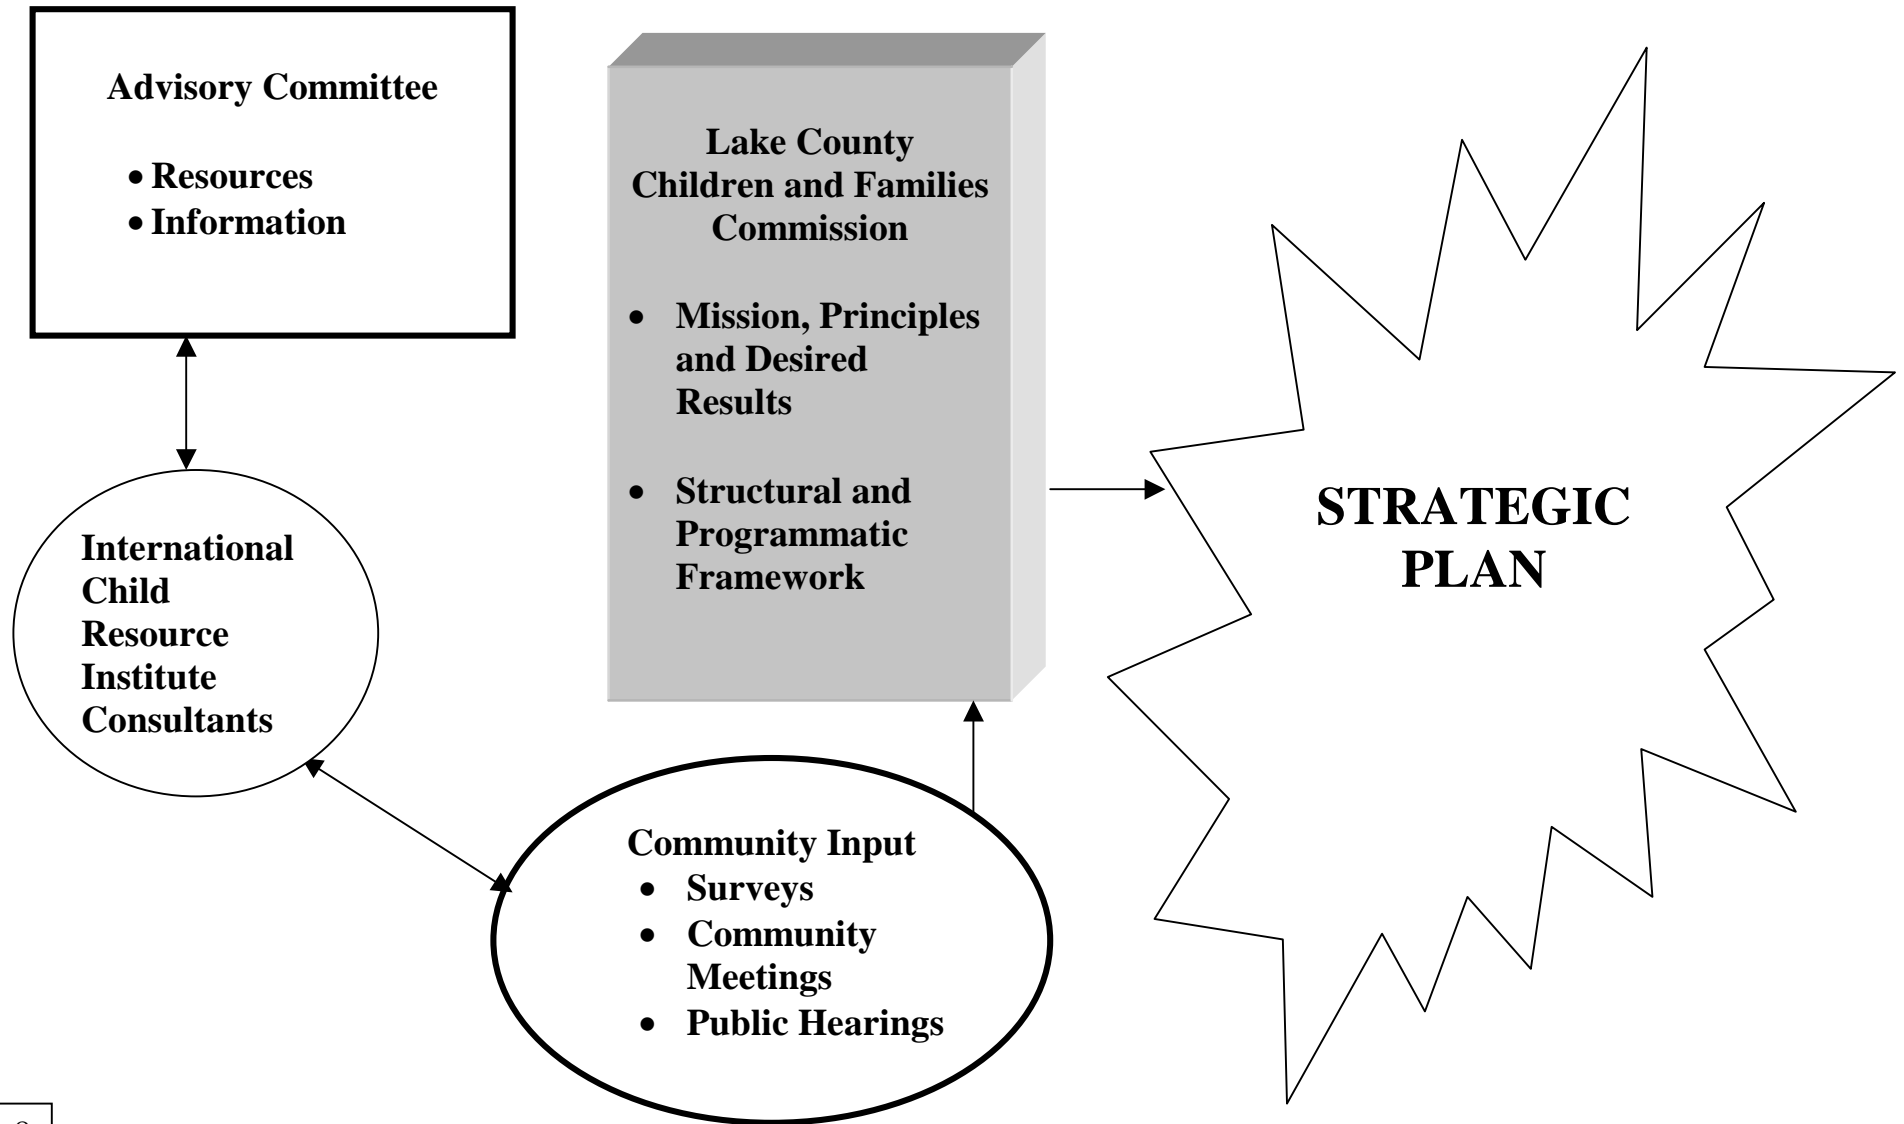 Advisory Committee
• Resources
• Information
Lake County
Children and Families
Commission
• Mission, Principles
and Desired
Results
• Structural and
Programmatic
Framework
STRATEGIC
PLAN
International
Child
Resource
Institute
Consultants
Community Input
• Surveys
• Community
Meetings
• Public Hearings